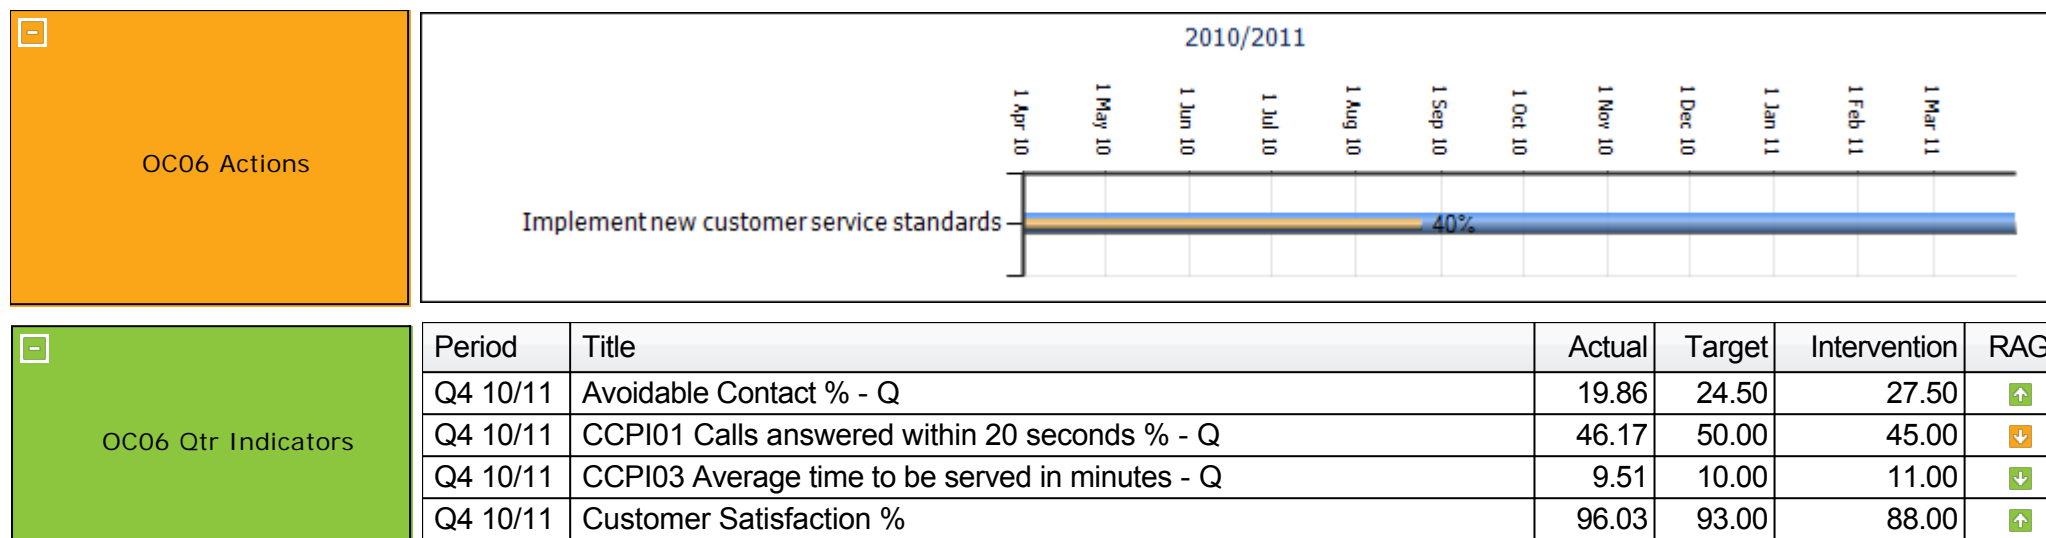 OC06 Actions
2010/2011
1 Apr 10 1 May 10 1 Jun 10 1 Jul 10 1 Aug 10 1 Sep 10 1 Oct 10 1 Nov 10 1 Dec 10 1 Jan 11 1 Feb 11 1 Mar 11
Implement new customer service standards 40%
OC06 Qtr Indicators
Period Title Actual Target Intervention RAG
Q4 10/11 Avoidable Contact % - Q 19.86 24.50 27.50
Q4 10/11 CCPI01 Calls answered within 20 seconds % - Q 46.17 50.00 45.00
Q4 10/11 CCPI03 Average time to be served in minutes - Q 9.51 10.00 11.00
Q4 10/11 Customer Satisfaction % 96.03 93.00 88.00